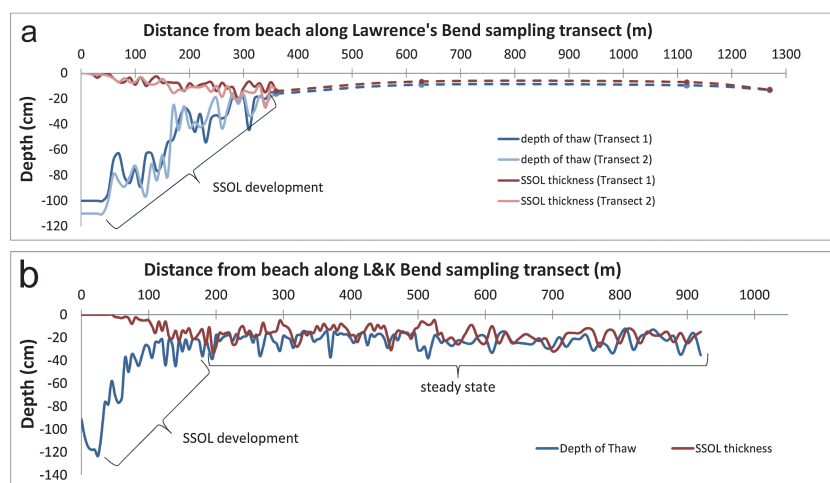 a
Distance from beach along Lawrence's Bend sampling transect (m)
0 100 200 300 400 500 600 700 800 900 1000 1100 1200 1300
Depth (cm)
0
-20
-40
-60
-80
-100
-120
depth of thaw (Transect 1)
depth of thaw (Transect 2)
SSOL thickness (Transect 1)
SSOL thickness (Transect 2)
SSOL development
b
Distance from beach along L&K Bend sampling transect (m)
0 100 200 300 400 500 600 700 800 900 1000
Depth (cm)
0
-20
-40
-60
-80
-100
-120
-140
steady state
SSOL development
Depth of Thaw
SSOL thickness